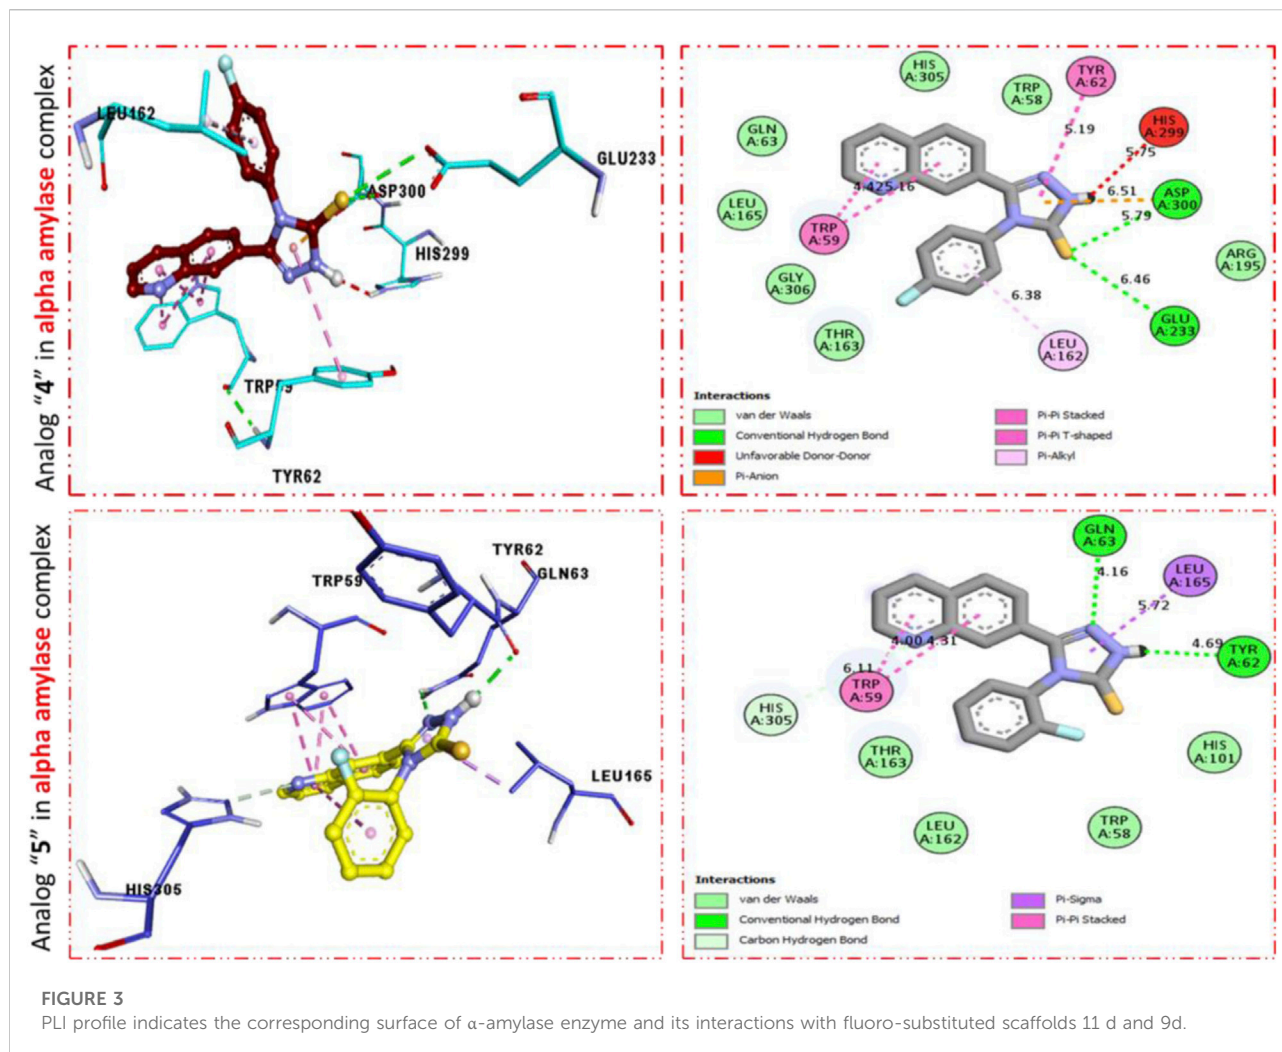 Analog "4" in alpha amylase complex
LEU162
GLU233
ASP300
HIS299
TRP59
TYR62
HIS
A:305
TRP
A:58
TYR
A:62
HIS
A:299
GLN
A:63
5.19
5.75
LEU
A:165
4.42
5.16
6.51
ASP
A:300
5.79
TRP
A:59
ARG
A:195
GLY
A:306
6.38
6.46
THR
A:163
LEU
A:162
GLU
A:233
Interactions
van der Waals
Conventional Hydrogen Bond
Unfavorable Donor-Donor
Pi-Anion
Pi-Pi Stacked
Pi-Pi T-shaped
Pi-Alkyl
Analog "5" in alpha amylase complex
TYR62
TRP59
GLN63
LEU165
HIS305
GLN
A:63
4.16
LEU
A:165
5.72
4.00
4.31
4.69
TYR
A:62
6.11
TRP
A:59
HIS
A:305
THR
A:163
HIS
A:101
LEU
A:162
TRP
A:58
Interactions
van der Waals
Conventional Hydrogen Bond
Carbon Hydrogen Bond
Pi-Sigma
Pi-Pi Stacked
FIGURE 3
PLI profile indicates the corresponding surface of α-amylase enzyme and its interactions with fluoro-substituted scaffolds 11 d and 9d.